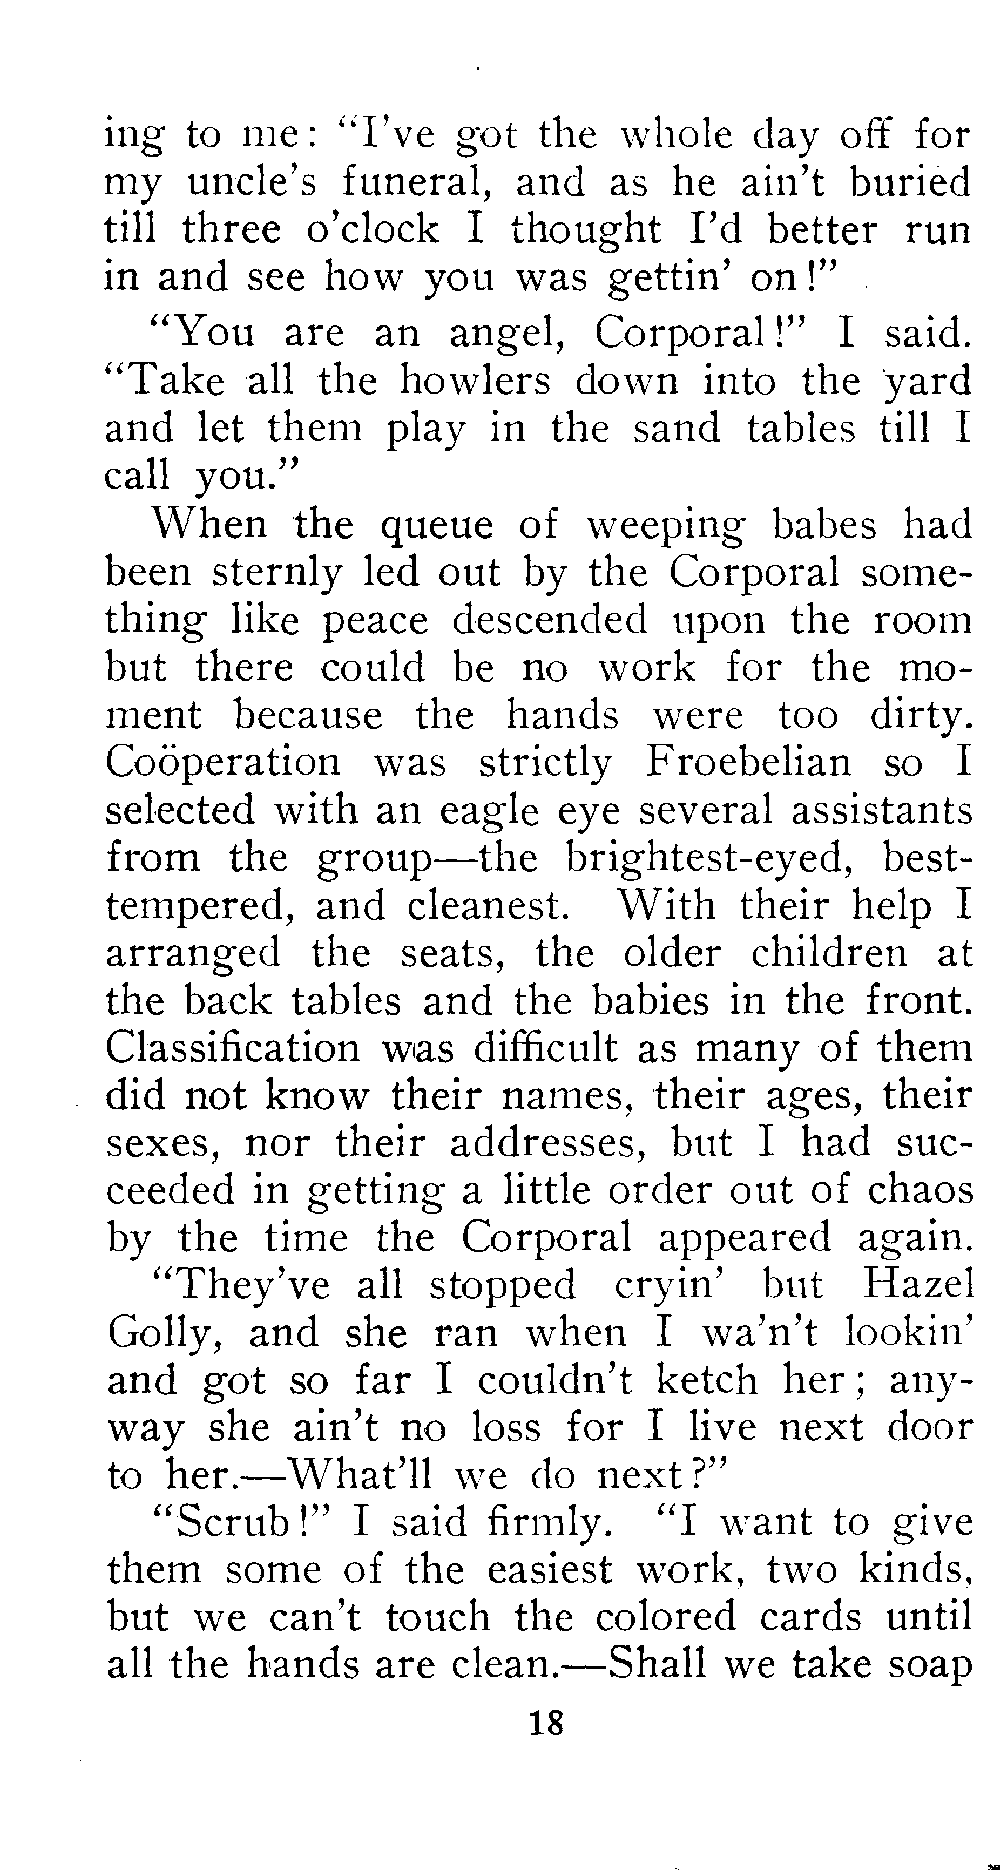 ing to me: “I’ve got the whole day off for
my uncle’s funeral, and as he ain’t buried
till three o’clock I thought I’d better run
in and see how you was gettin’ on!”
“You are an angel, Corporal!” I said.
“Take all the howlers down into the yard
and let them play in the sand tables till I
call you.”
When the queue of weeping babes had
been sternly led out by the Corporal some-
thing like peace descended upon the room
but there could be no work for the mo-
ment because the hands were too dirty.
Coöperation was strictly Froebelian so I
selected with an eagle eye several assistants
from the group—the brightest-eyed, best-
tempered, and cleanest. With their help I
arranged the seats, the older children at
the back tables and the babies in the front.
Classification was difficult as many of them
did not know their names, their ages, their
sexes, nor their addresses, but I had suc-
ceeded in getting a little order out of chaos
by the time the Corporal appeared again.
“They’ve all stopped cryin’ but Hazel
Golly, and she ran when I wa’n’t lookin’
and got so far I couldn’t ketch her; any-
way she ain’t no loss for I live next door
to her.—What’ll we do next?”
“Scrub!” I said firmly. “I want to give
them some of the easiest work, two kinds,
but we can’t touch the colored cards until
all the hands are clean.—Shall we take soap
18